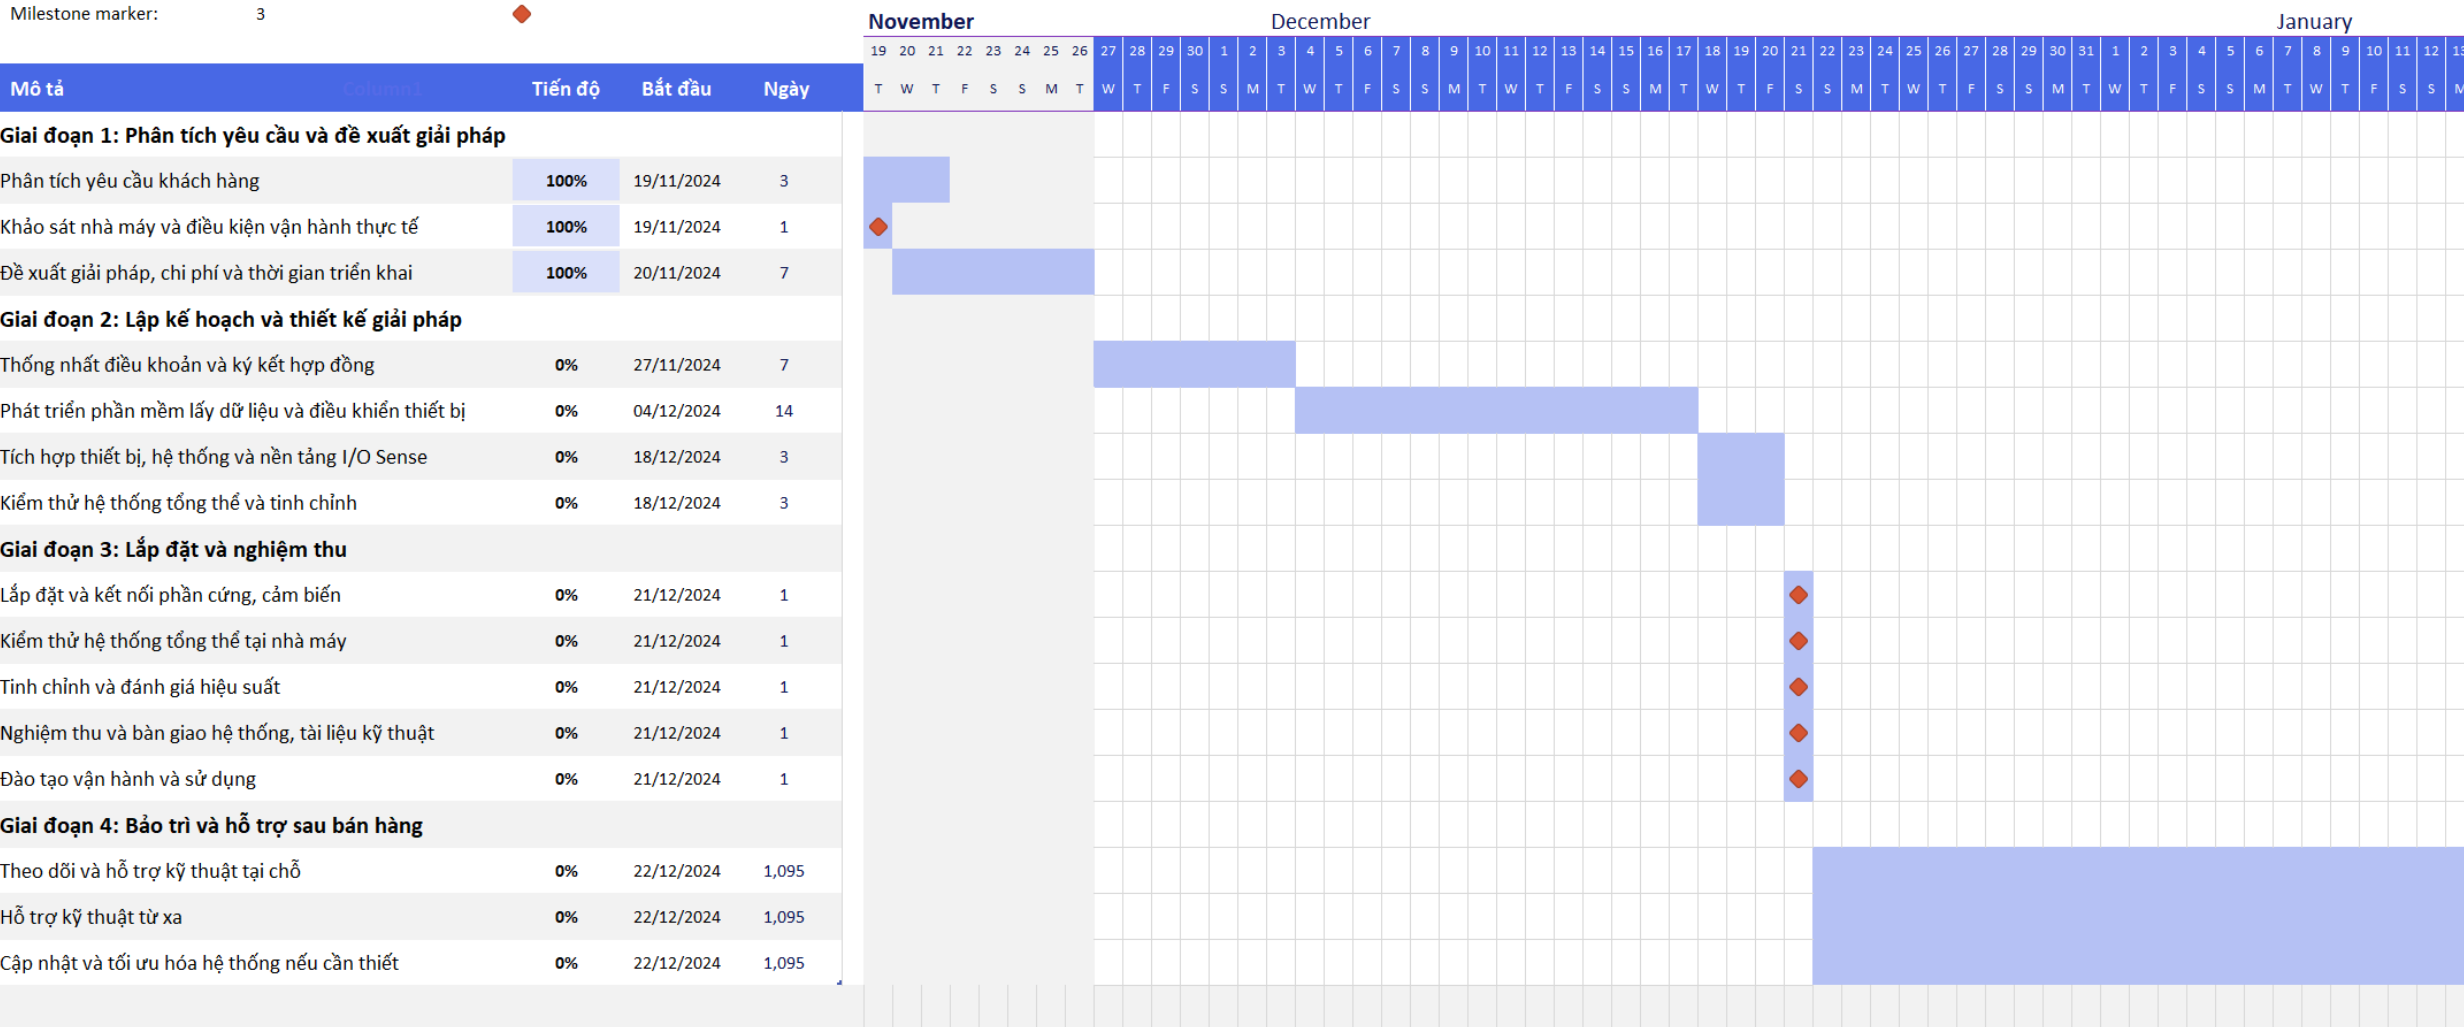 Milestone marker: 3
November December January
19 20 21 22 23 24 25 26 27 28 29 30 1 2 3 4 5 6 7 8 9 10 11 12 13 14 15 16 17 18 19 20 21 22 23 24 25 26 27 28 29 30 31 1 2 3 4 5 6 7 8 9 10 11 12 13
Mô tả Column1 Tiến độ Bắt đầu Ngày T W T F S S M T W T F S S M T W T F S S M T W T F S S M T W T F S S M T W T F S S M T W T F S S M T W T F S S M
Giai đoạn 1: Phân tích yêu cầu và đề xuất giải pháp
Phân tích yêu cầu khách hàng 100% 19/11/2024 3
Khảo sát nhà máy và điều kiện vận hành thực tế 100% 19/11/2024 1
Đề xuất giải pháp, chi phí và thời gian triển khai 100% 20/11/2024 7
Giai đoạn 2: Lập kế hoạch và thiết kế giải pháp
Thống nhất điều khoản và ký kết hợp đồng 0% 27/11/2024 7
Phát triển phần mềm lấy dữ liệu và điều khiển thiết bị 0% 04/12/2024 14
Tích hợp thiết bị, hệ thống và nền tảng I/O Sense 0% 18/12/2024 3
Kiểm thử hệ thống tổng thể và tinh chỉnh 0% 18/12/2024 3
Giai đoạn 3: Lắp đặt và nghiệm thu
Lắp đặt và kết nối phần cứng, cảm biến 0% 21/12/2024 1
Kiểm thử hệ thống tổng thể tại nhà máy 0% 21/12/2024 1
Tinh chỉnh và đánh giá hiệu suất 0% 21/12/2024 1
Nghiệm thu và bàn giao hệ thống, tài liệu kỹ thuật 0% 21/12/2024 1
Đào tạo vận hành và sử dụng 0% 21/12/2024 1
Giai đoạn 4: Bảo trì và hỗ trợ sau bán hàng
Theo dõi và hỗ trợ kỹ thuật tại chỗ 0% 22/12/2024 1,095
Hỗ trợ kỹ thuật từ xa 0% 22/12/2024 1,095
Cập nhật và tối ưu hóa hệ thống nếu cần thiết 0% 22/12/2024 1,095